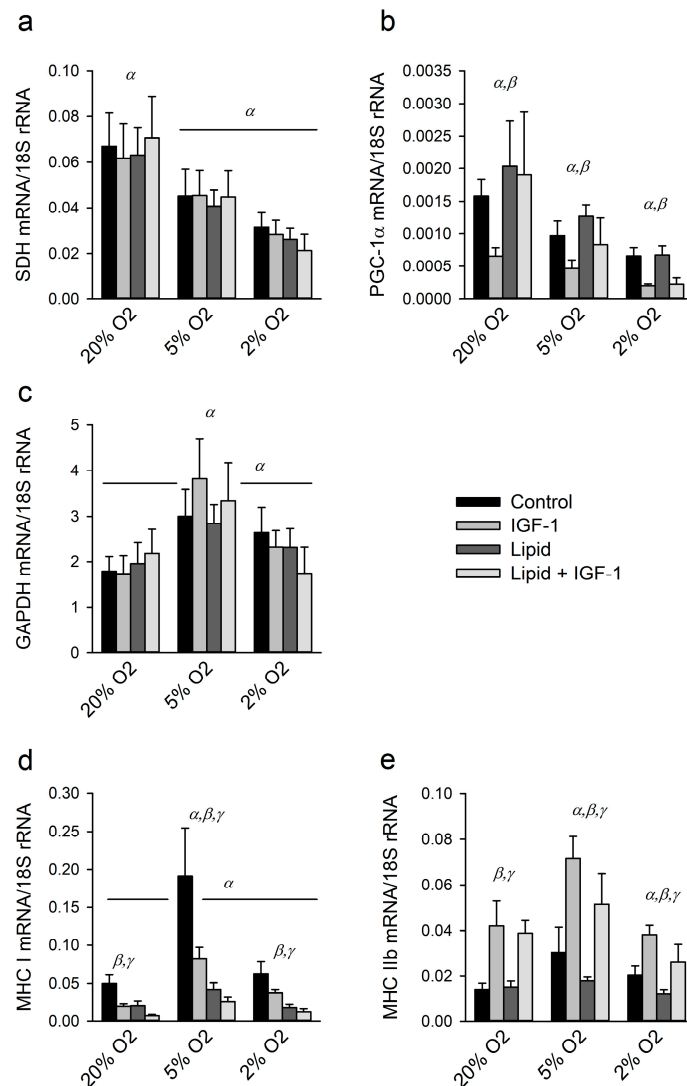 a
SDH mRNA/18S rRNA
0.10
0.08
0.06
0.04
0.02
0.00
α
α
20% O2
5% O2
2% O2
b
PGC-1α mRNA/18S rRNA
0.0035
0.0030
0.0025
0.0020
0.0015
0.0010
0.0005
0.0000
α,β
α,β
α,β
20% O2
5% O2
2% O2
c
GAPDH mRNA/18S rRNA
5
4
3
2
1
0
α
α
20% O2
5% O2
2% O2
Control
IGF-1
Lipid
Lipid + IGF-1
d
MHC I mRNA/18S rRNA
0.30
0.25
0.20
0.15
0.10
0.05
0.00
α,β,γ
α
β,γ
β,γ
20% O2
5% O2
2% O2
e
MHC IIb mRNA/18S rRNA
0.10
0.08
0.06
0.04
0.02
0.00
β,γ
α,β,γ
α,β,γ
20% O2
5% O2
2% O2